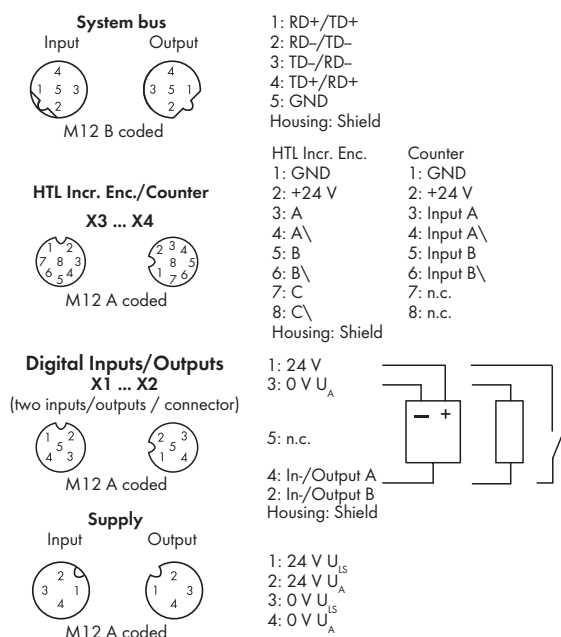 System bus
Input Output
4
1 5 3
2
4
3 5 1
2
M12 B coded
1: RD+/TD+
2: RD–/TD–
3: TD–/RD–
4: TD+/RD+
5: GND
Housing: Shield
HTL Incr. Enc./Counter
X3 ... X4
1 2
7 8 3
6 5 4
2 3 4
8 5
1 7 6
M12 A coded
HTL Incr. Enc. Counter
1: GND 1: GND
2: +24 V 2: +24 V
3: A 3: Input A
4: A\ 4: Input A\
5: B 5: Input B
6: B\ 6: Input B\
7: C 7: n.c.
8: C\ 8: n.c.
Housing: Shield
Digital Inputs/Outputs
X1 ... X2
(two inputs/outputs / connector)
1 2
5
4 3
2 3
5
1 4
M12 A coded
1: 24 V
3: 0 V UA
– +
5: n.c.
4: In-/Output A
2: In-/Output B
Housing: Shield
Supply
Input Output
2
3 1
4
2
1 3
4
M12 A coded
1: 24 V ULS
2: 24 V UA
3: 0 V ULS
4: 0 V UA